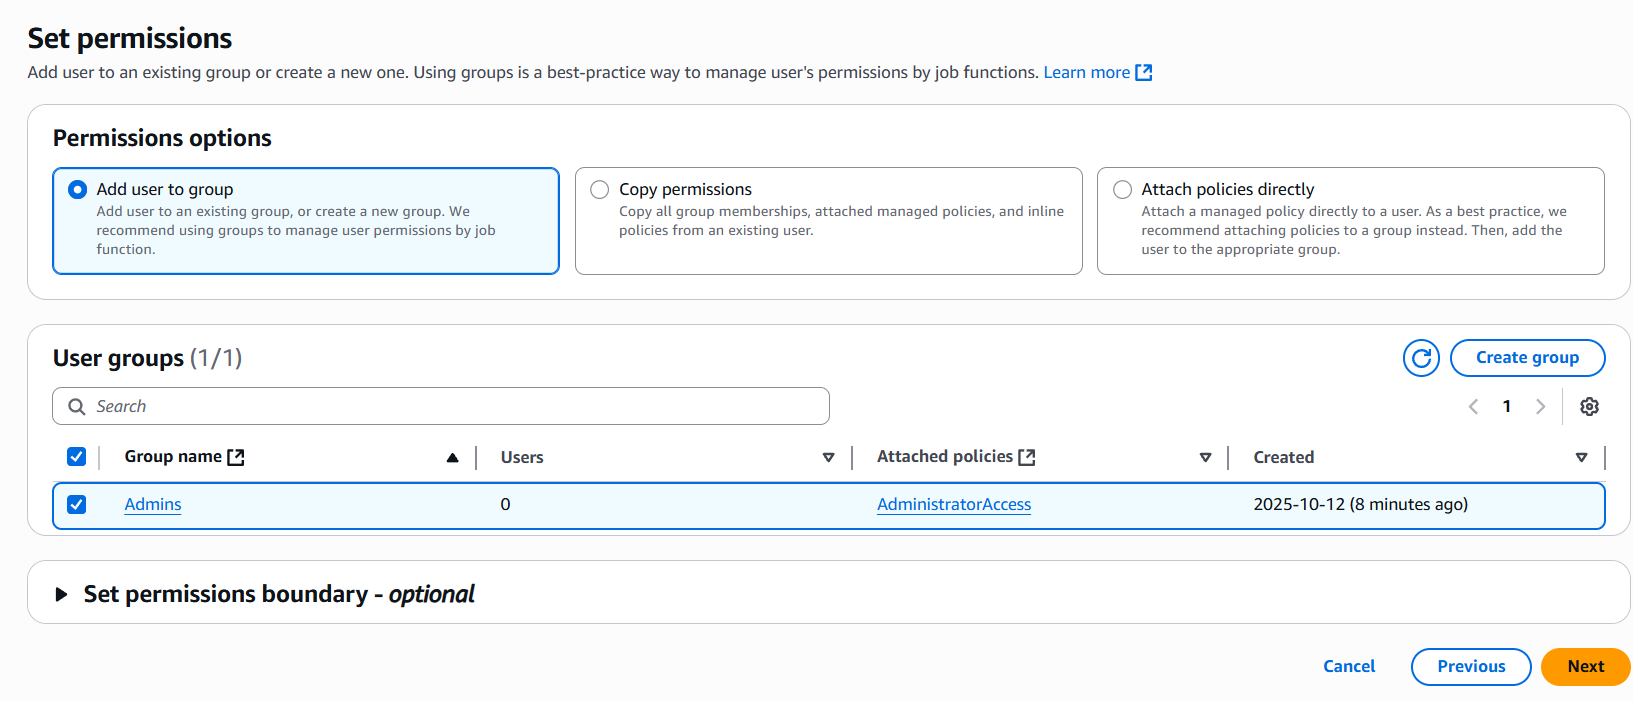 Set permissions
Add user to an existing group or create a new one. Using groups is a best-practice way to manage user's permissions by job functions. Learn more
Permissions options
Add user to group
Add user to an existing group, or create a new group. We
recommend using groups to manage user permissions by job
function.
Copy permissions
Copy all group memberships, attached managed policies, and inline
policies from an existing user.
Attach policies directly
Attach a managed policy directly to a user. As a best practice, we
recommend attaching policies to a group instead. Then, add the
user to the appropriate group.
User groups (1/1)
Create group
Search
1
Group name Users Attached policies Created
Admins 0 AdministratorAccess 2025-10-12 (8 minutes ago)
Set permissions boundary - optional
Cancel Previous Next